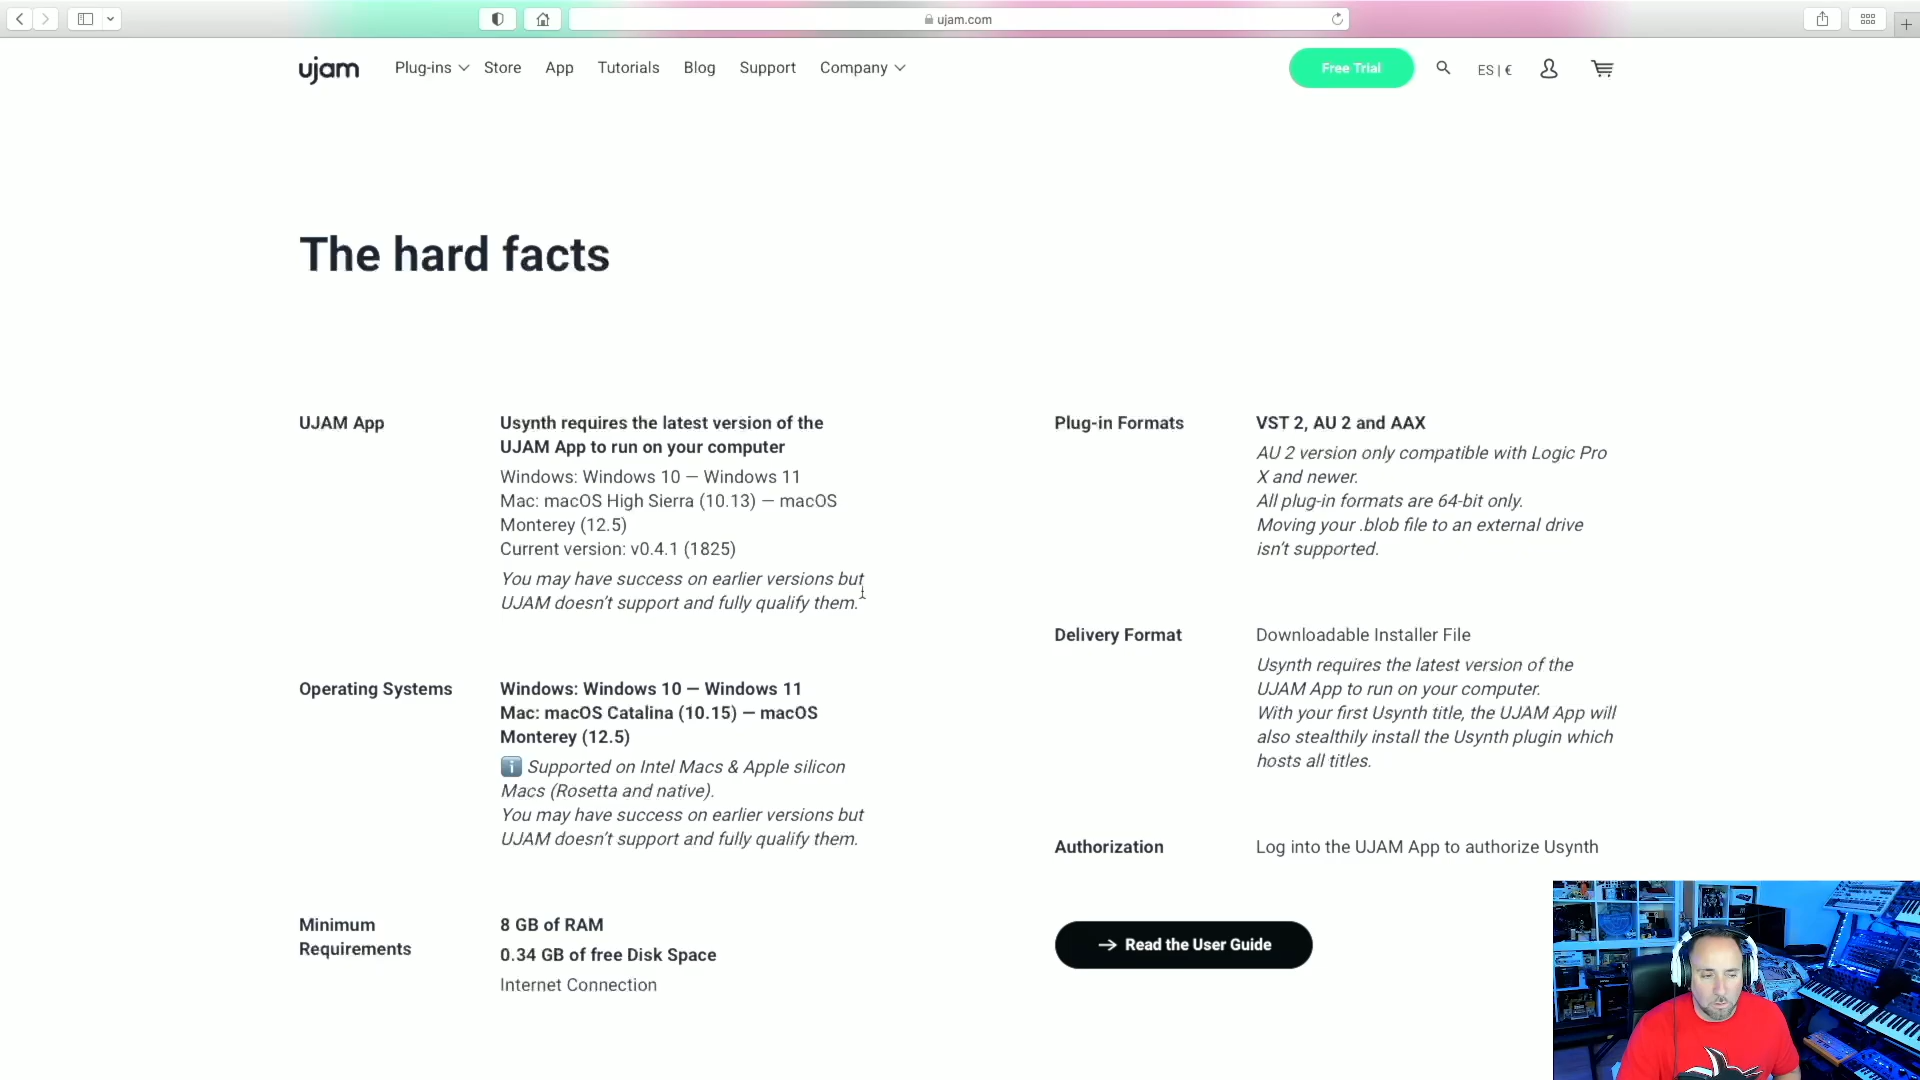 ujam.com
ujam
Plug-ins
Store
App
Tutorials
Blog
Support
Company
Free Trial
ES | €
The hard facts
UJAM App
Usynth requires the latest version of the
UJAM App to run on your computer
Windows: Windows 10 — Windows 11
Mac: macOS High Sierra (10.13) — macOS
Monterey (12.5)
Current version: v0.4.1 (1825)
You may have success on earlier versions but
UJAM doesn't support and fully qualify them.
Operating Systems
Windows: Windows 10 — Windows 11
Mac: macOS Catalina (10.15) — macOS
Monterey (12.5)
ℹ️ Supported on Intel Macs & Apple silicon
Macs (Rosetta and native).
You may have success on earlier versions but
UJAM doesn't support and fully qualify them.
Minimum
Requirements
8 GB of RAM
0.34 GB of free Disk Space
Internet Connection
Plug-in Formats
VST 2, AU 2 and AAX
AU 2 version only compatible with Logic Pro
X and newer.
All plug-in formats are 64-bit only.
Moving your .blob file to an external drive
isn't supported.
Delivery Format
Downloadable Installer File
Usynth requires the latest version of the
UJAM App to run on your computer.
With your first Usynth title, the UJAM App will
also stealthily install the Usynth plugin which
hosts all titles.
Authorization
Log into the UJAM App to authorize Usynth
→ Read the User Guide